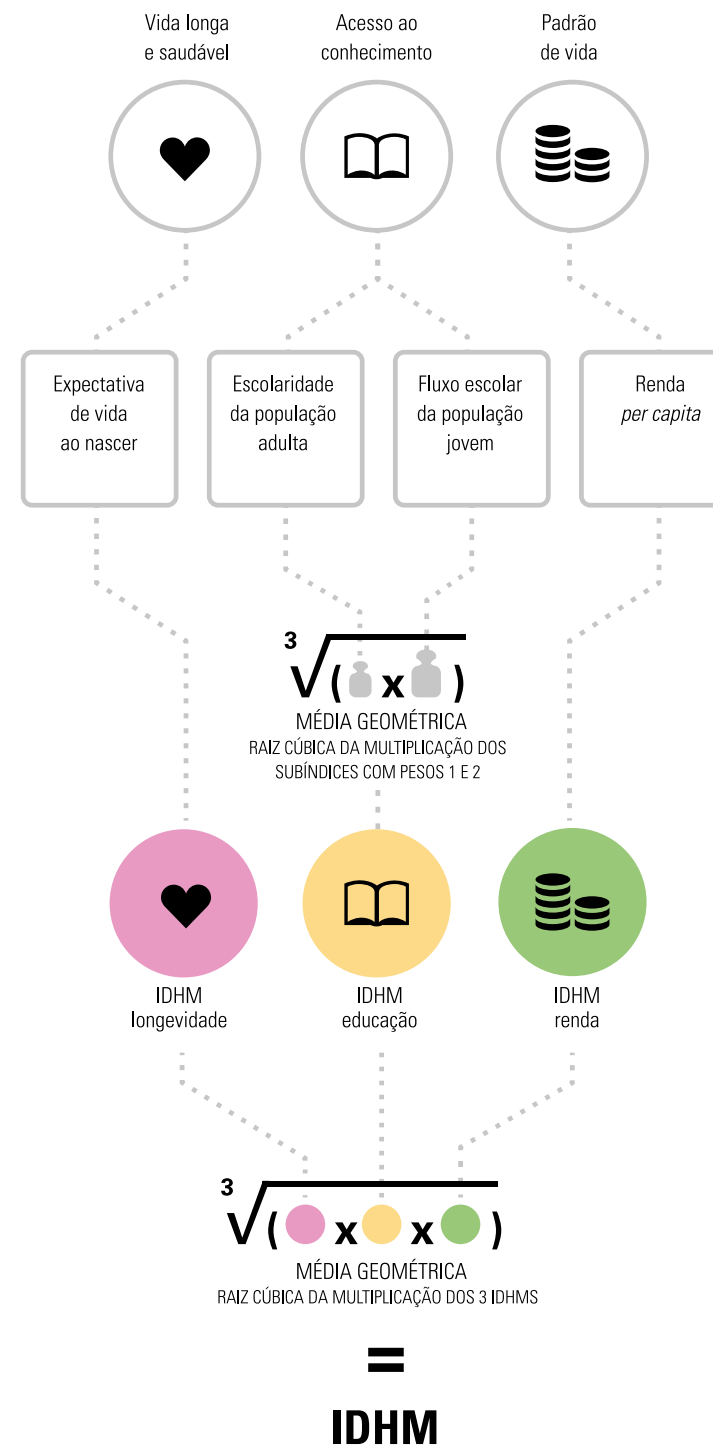 Vida longa
e saudável
Acesso ao
conhecimento
Padrão
de vida
Expectativa
de vida
ao nascer
Escolaridade
da população
adulta
Fluxo escolar
da população
jovem
Renda
per capita
3
√( x )
MÉDIA GEOMÉTRICA
RAIZ CÚBICA DA MULTIPLICAÇÃO DOS
SUBÍNDICES COM PESOS 1 E 2
IDHM
longevidade
IDHM
educação
IDHM
renda
3
√( x x )
MÉDIA GEOMÉTRICA
RAIZ CÚBICA DA MULTIPLICAÇÃO DOS 3 IDHMS
=
IDHM